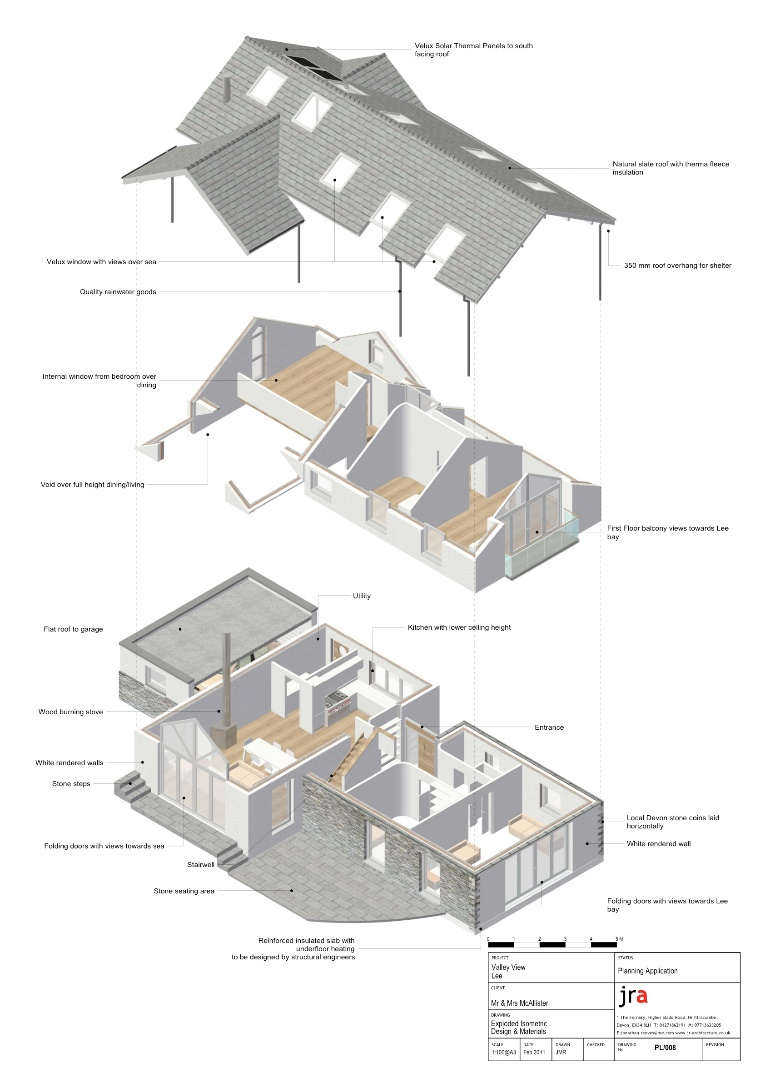 Velux Solar Thermal Panels to south
facing roof
Natural slate roof with therma fleece
insulation
Velux window with views over sea
350 mm roof overhang for shelter
Quality rainwater goods
Internal window from bedroom over
dining
Void over full height dining/living
First Floor balcony views towards Lee
bay
Utility
Flat roof to garage
Kitchen with lower ceiling height
Wood burning stove
Entrance
White rendered walls
Stone steps
Local Devon stone coins laid
horizontally
Folding doors with views towards sea
White rendered wall
Stairwell
Stone seating area
Folding doors with views towards Lee
bay
Reinforced insulated slab with
underfloor heating
to be designed by structural engineers
0 1 2 3 4 5 M
PROJECT
Valley View
Lee
STATUS
Planning Application
CLIENT
Mr & Mrs McAllister
jra
DRAWING
Exploded Isometric
Design & Materials
SCALE
1:100@A3
DATE
Feb 2011
DRAWN
JMR
CHECKED
DRAWING
Nr
PL/008
REVISION